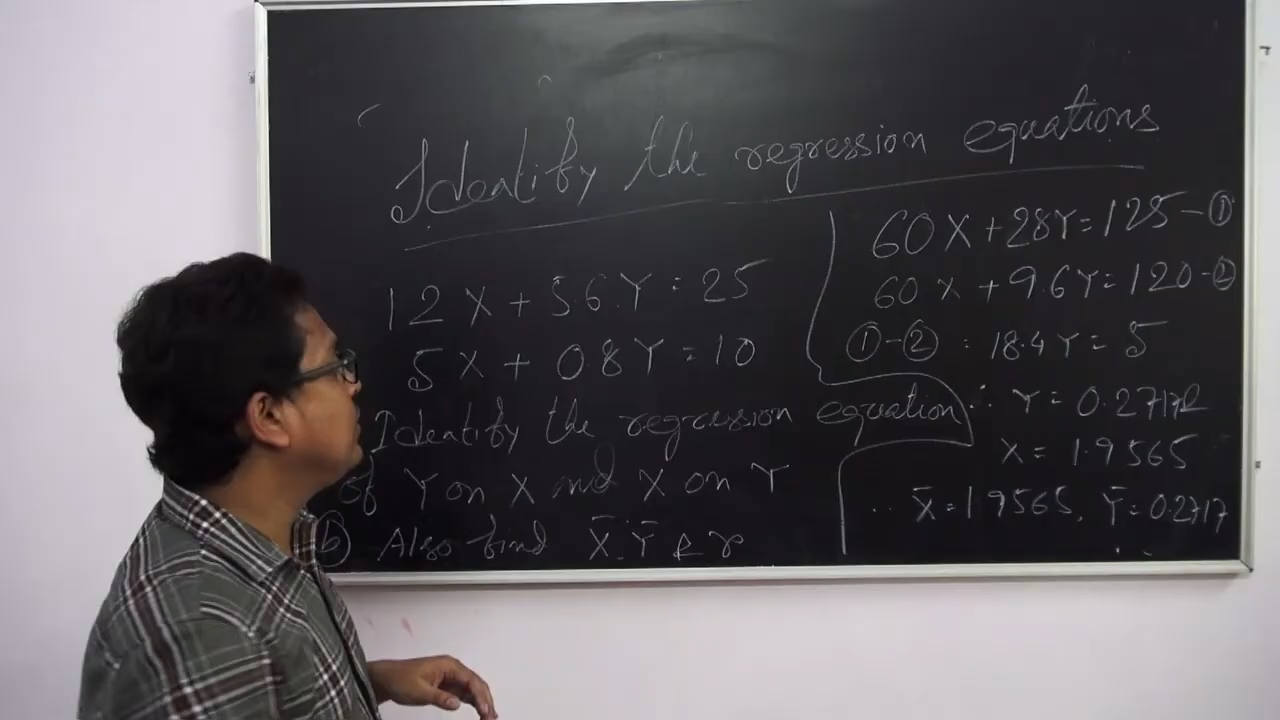 Identify the regression equations
12X + 5.6Y = 25
5X + 0.8Y = 10
Identify the regression equation
of Y on X and X on Y
b) Also find X̄, Ȳ & r
60X + 28Y = 125 - ①
60X + 9.6Y = 120 - ②
① - ② = 18.4Y = 5
∴ Y = 0.2717 &
X = 1.9565
∴ X̄ = 1.9565, Ȳ = 0.2717